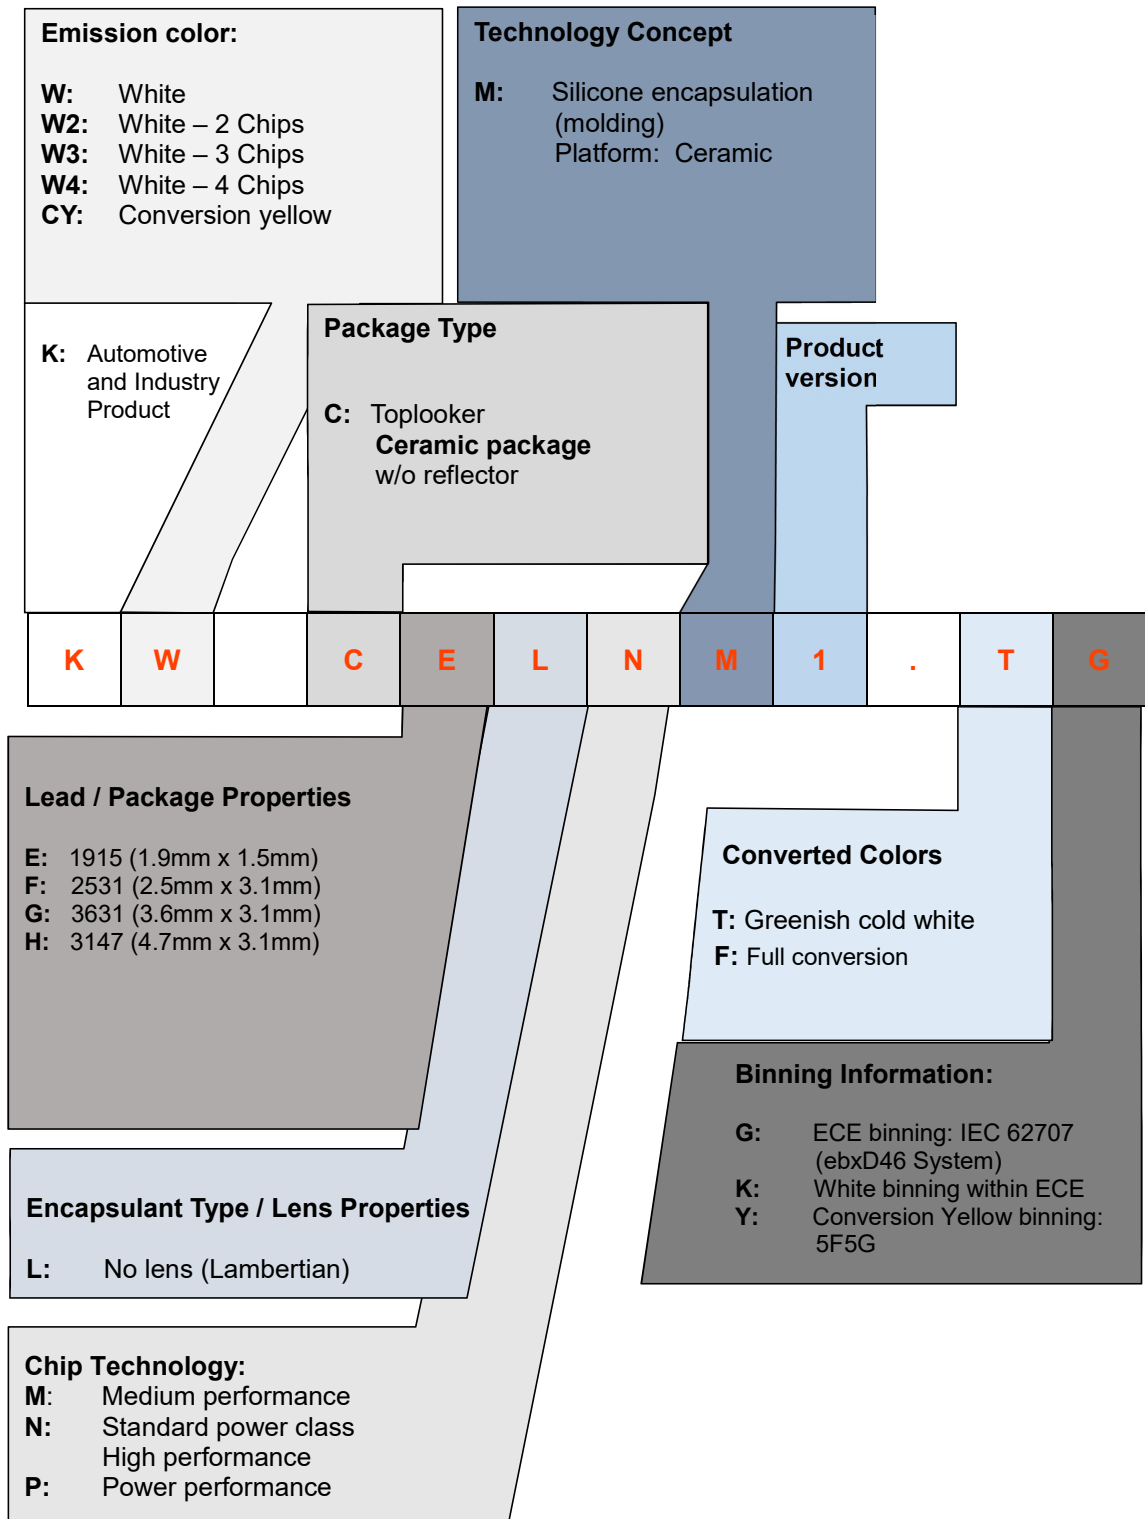 Emission color:
W: White
W2: White – 2 Chips
W3: White – 3 Chips
W4: White – 4 Chips
CY: Conversion yellow
Technology Concept
M: Silicone encapsulation
(molding)
Platform: Ceramic
K: Automotive
and Industry
Product
Package Type
C: Toplooker
Ceramic package
w/o reflector
Product
version
K W C E L N M 1 . T G
Lead / Package Properties
E: 1915 (1.9mm x 1.5mm)
F: 2531 (2.5mm x 3.1mm)
G: 3631 (3.6mm x 3.1mm)
H: 3147 (4.7mm x 3.1mm)
Converted Colors
T: Greenish cold white
F: Full conversion
Binning Information:
G: ECE binning: IEC 62707
(ebxD46 System)
K: White binning within ECE
Y: Conversion Yellow binning:
5F5G
Encapsulant Type / Lens Properties
L: No lens (Lambertian)
Chip Technology:
M: Medium performance
N: Standard power class
High performance
P: Power performance